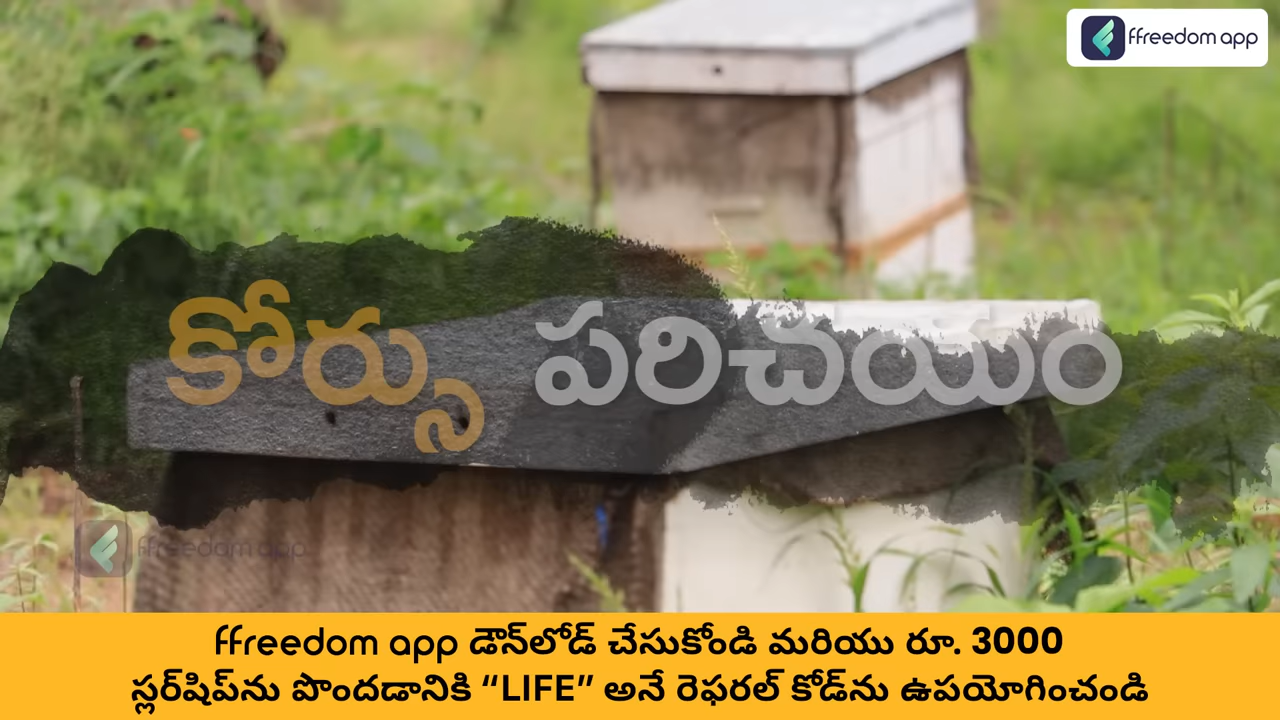 ffreedom app
కోర్సు పరిచయం
ffreedom app
ffreedom app డౌన్‌లోడ్ చేసుకోండి మరియు రూ. 3000
స్లర్‌షిప్‌ను పొందడానికి “LIFE” అనే రెఫరల్ కోడ్‌ను ఉపయోగించండి